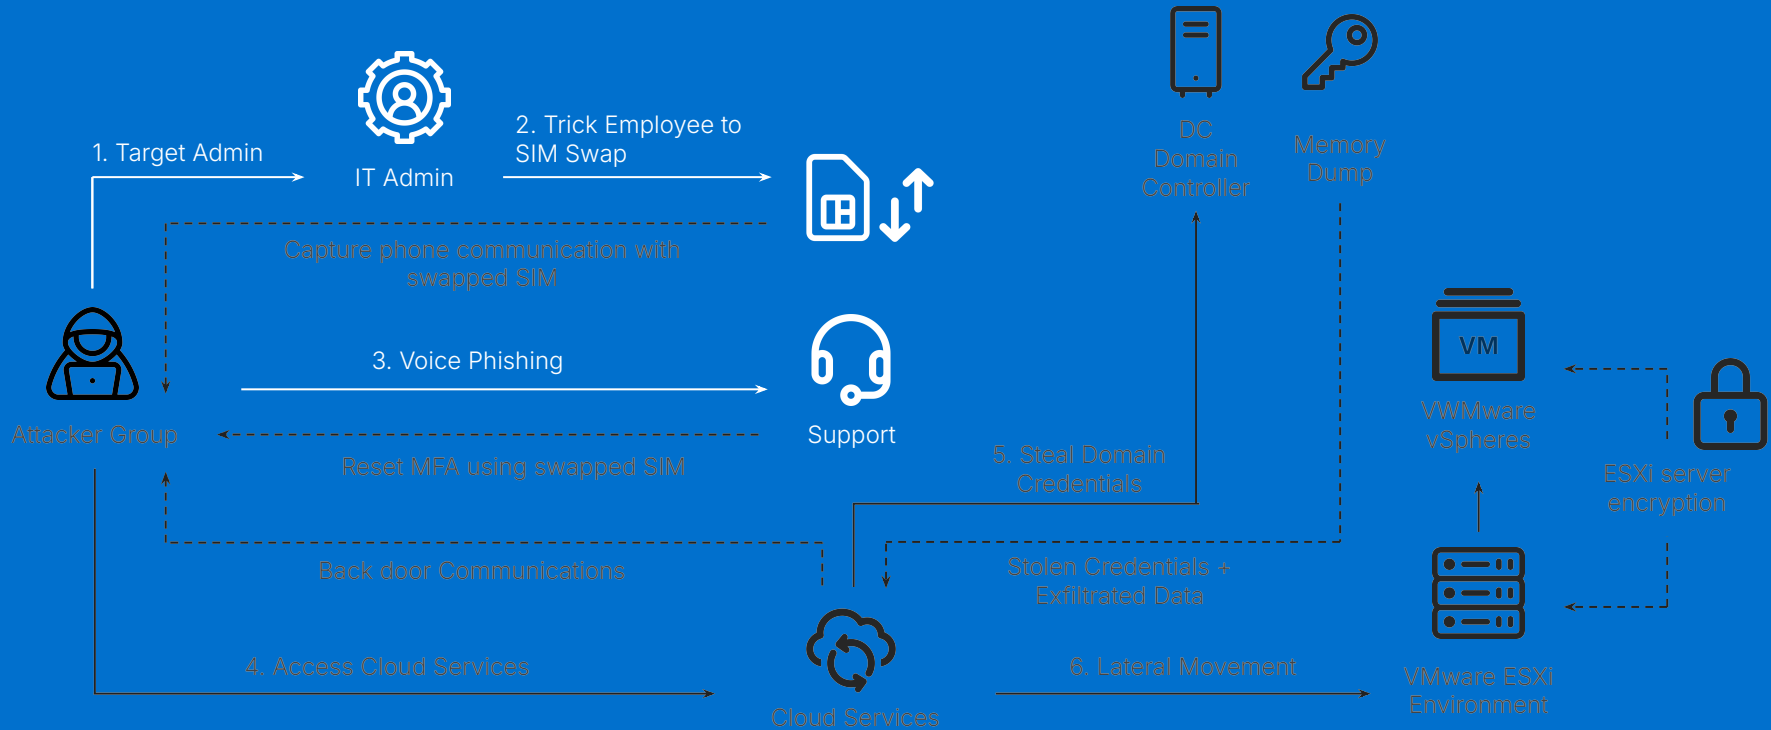 1. Target Admin
IT Admin
2. Trick Employee to
SIM Swap
Capture phone communication with
swapped SIM
DC
Domain
Controller
Memory
Dump
Attacker Group
3. Voice Phishing
Support
Reset MFA using swapped SIM
VM
VWMware
vSpheres
ESXi server
encryption
5. Steal Domain
Credentials
Back door Communications
Stolen Credentials +
Exfiltrated Data
4. Access Cloud Services
Cloud Services
6. Lateral Movement
VMware ESXi
Environment